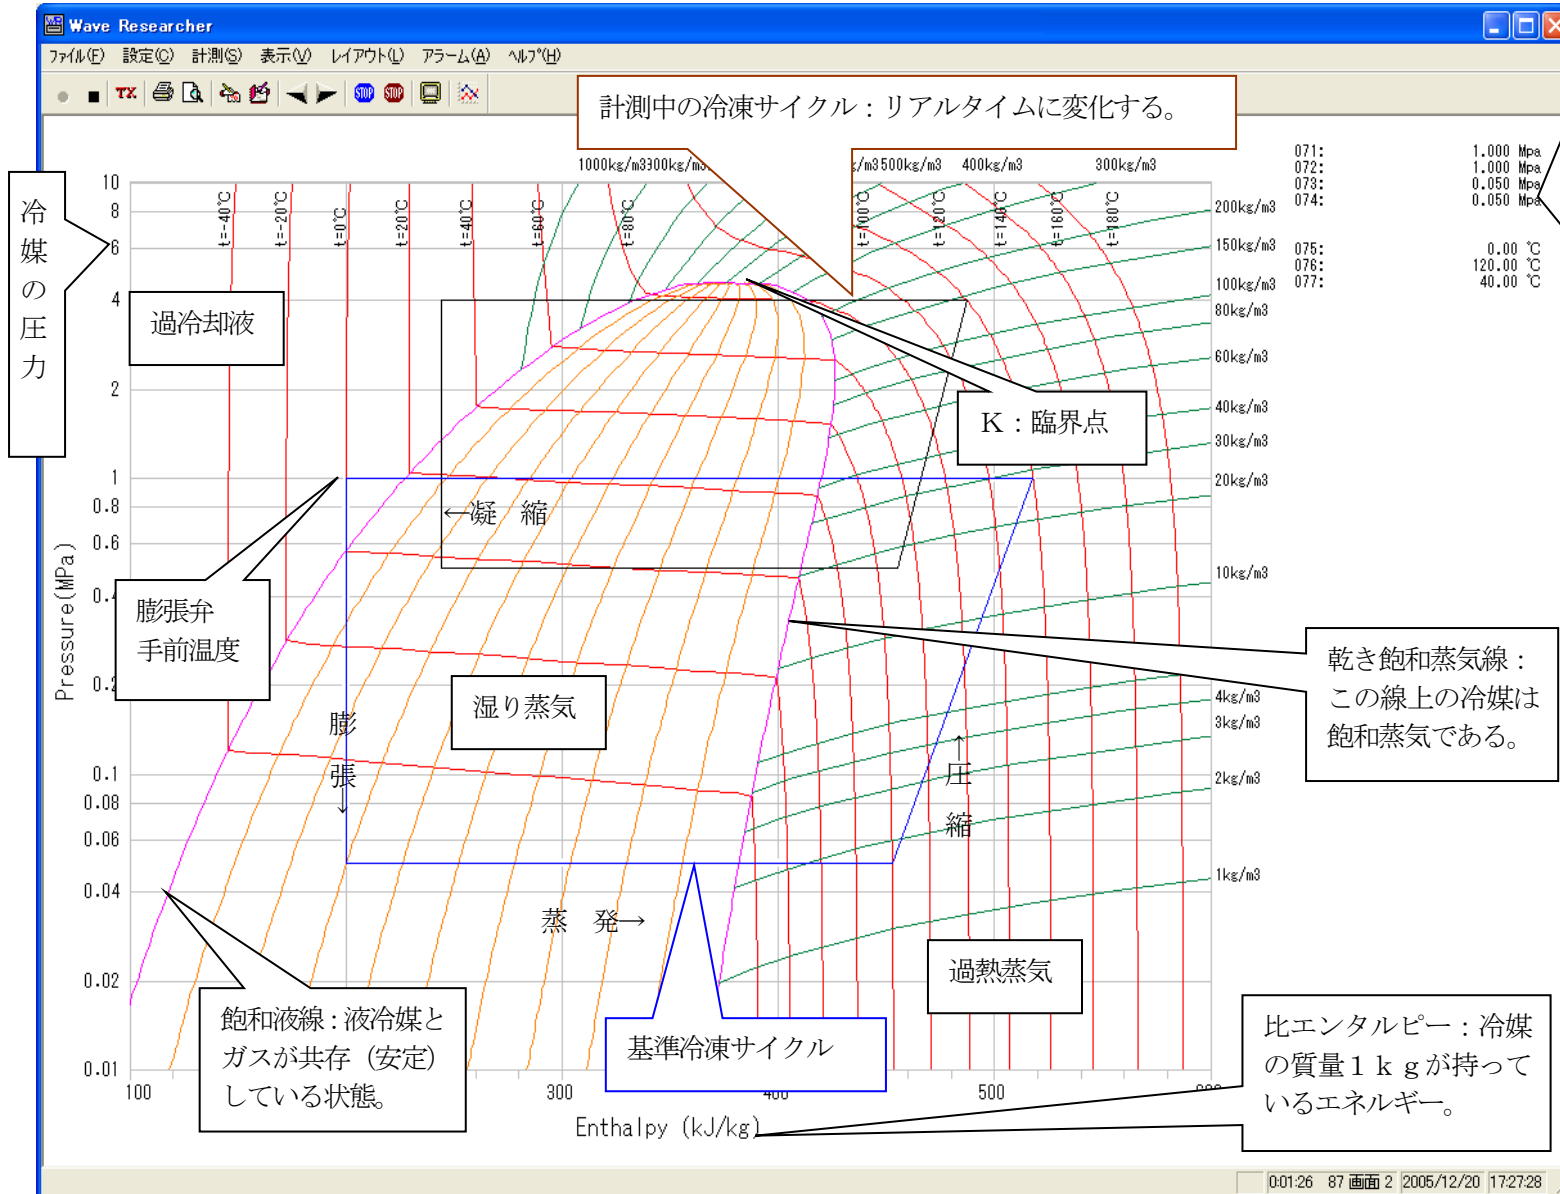 Wave Researcher
ファイル(F) 設定(C) 計測(S) 表示(V) レイアウト(L) アラーム(A) ヘルプ(H)
TX STOP STOP
計測中の冷凍サイクル：リアルタイムに変化する。
071: 1.000 Mpa
072: 1.000 Mpa
073: 0.050 Mpa
074: 0.050 Mpa
075: 0.00 ℃
076: 120.00 ℃
077: 40.00 ℃
1000kg/m3 500kg/m3 400kg/m3 300kg/m3
冷媒の圧力
10
8
6
4
2
1
0.8
0.6
0.1
0.08
0.06
0.04
0.02
0.01
Pressure(MPa)
t=-40℃ t=-20℃ t=0℃ t=20℃ t=40℃ t=60℃ t=80℃ t=100℃ t=120℃ t=140℃ t=160℃ t=180℃
200kg/m3
150kg/m3
100kg/m3
80kg/m3
60kg/m3
40kg/m3
30kg/m3
20kg/m3
10kg/m3
4kg/m3
3kg/m3
2kg/m3
1kg/m3
過冷却液
K：臨界点
←凝 縮
膨張弁
手前温度
湿り蒸気
乾き飽和蒸気線：
この線上の冷媒は
飽和蒸気である。
膨張↓
↑圧縮
蒸 発→
過熱蒸気
飽和液線：液冷媒と
ガスが共存（安定）
している状態。
基準冷凍サイクル
比エンタルピー：冷媒
の質量１ｋｇが持って
いるエネルギー。
100 300 400 500
Enthalpy (kJ/kg)
0:01:26 87 画面 2 2005/12/20 17:27:28